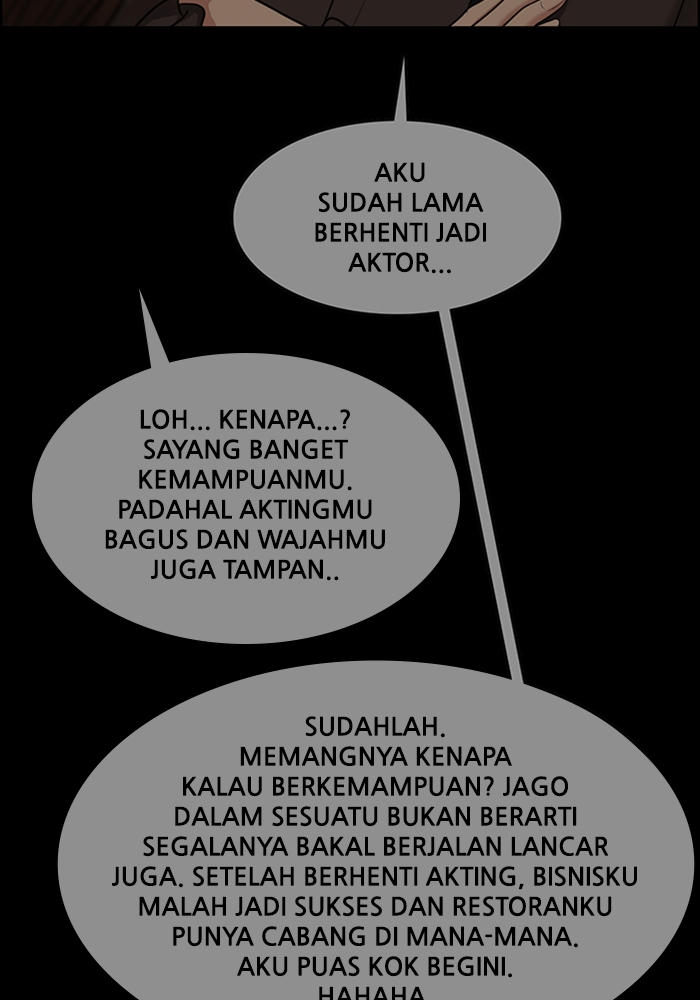 AKU
SUDAH LAMA
BERHENTI JADI
AKTOR...
LOH... KENAPA...?
SAYANG BANGET
KEMAMPUANMU.
PADAHAL AKTINGMU
BAGUS DAN WAJAHMU
JUGA TAMPAN..
SUDAHLAH.
MEMANGNYA KENAPA
KALAU BERKEMAMPUAN? JAGO
DALAM SESUATU BUKAN BERARTI
SEGALANYA BAKAL BERJALAN LANCAR
JUGA. SETELAH BERHENTI AKTING, BISNISKU
MALAH JADI SUKSES DAN RESTORANKU
PUNYA CABANG DI MANA-MANA.
AKU PUAS KOK BEGINI.
HAHAHA